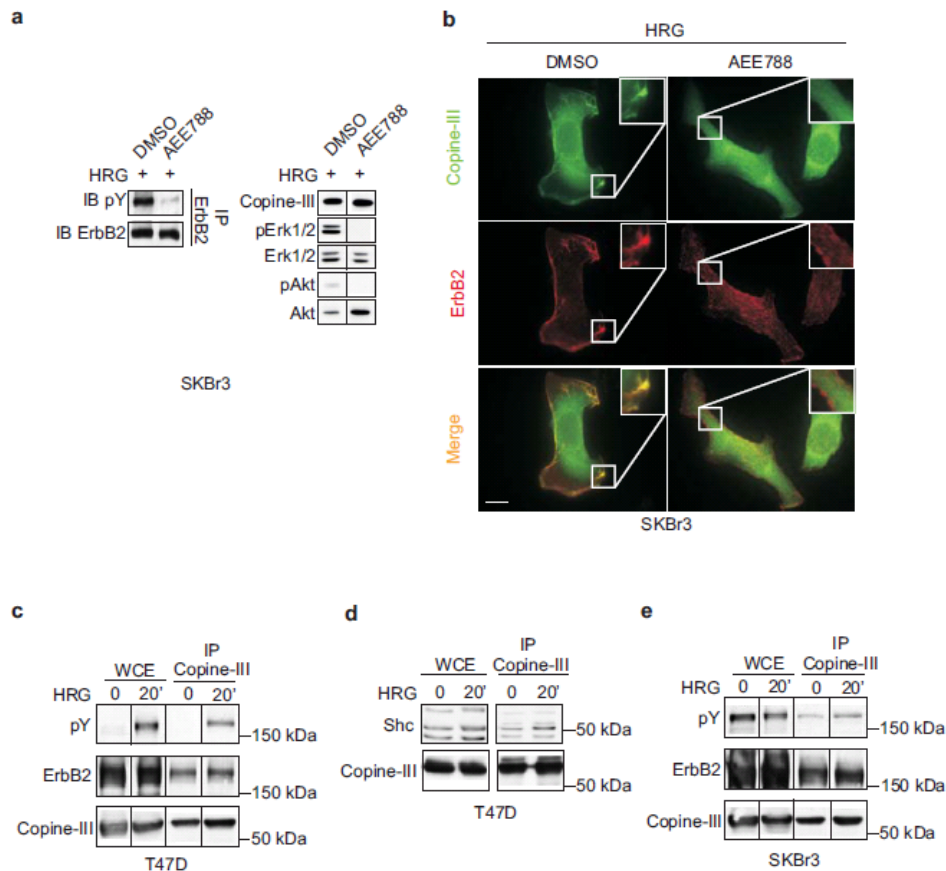 a
DMSO
AEE788
HRG + +
IB pY
IB ErbB2
IP
ErbB2
DMSO
AEE788
HRG + +
Copine-III
pErk1/2
Erk1/2
pAkt
Akt
SKBr3
b
HRG
DMSO AEE788
Copine-III
ErbB2
Merge
SKBr3
c
IP
WCE Copine-III
HRG 0 20' 0 20'
pY
150 kDa
ErbB2
150 kDa
Copine-III
50 kDa
T47D
d
IP
WCE Copine-III
HRG 0 20' 0 20'
Shc
50 kDa
Copine-III
50 kDa
T47D
e
IP
WCE Copine-III
HRG 0 20' 0 20'
pY
150 kDa
ErbB2
150 kDa
Copine-III
50 kDa
SKBr3